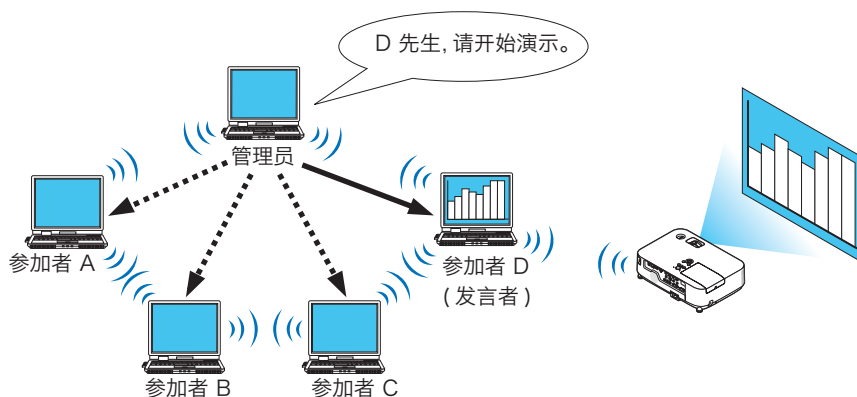 D 先生，请开始演示。
管理员
参加者 A
参加者 D
( 发言者 )
参加者 B
参加者 C